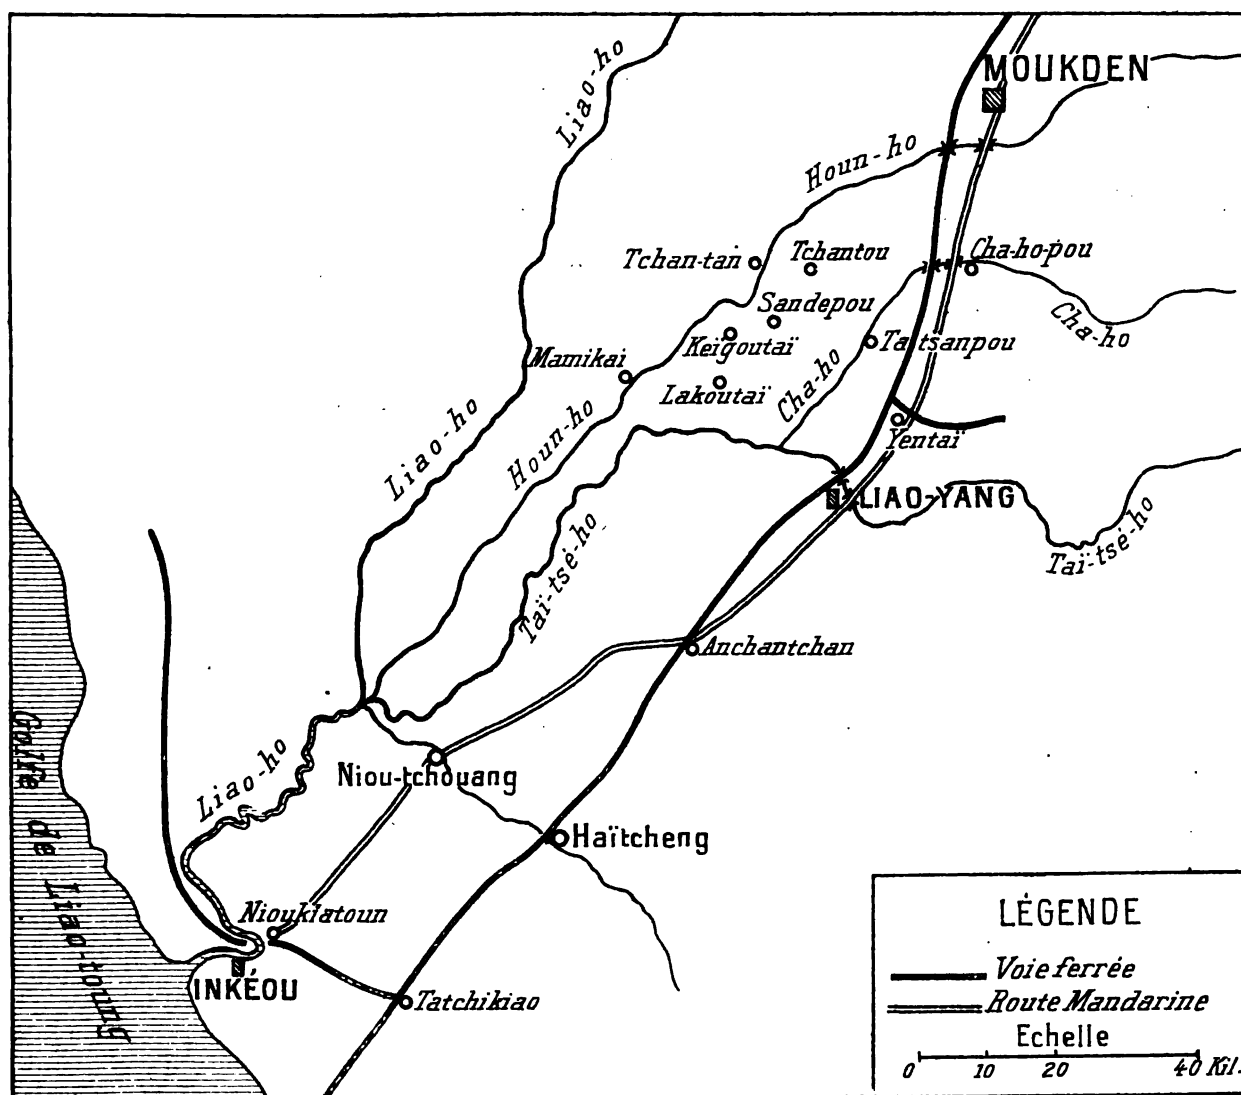 Liao-ho
MOUKDEN
Houn-ho
Tchan-tan
Tchantou
Cha-ho-pou
Sandepou
Cha-ho
Keigoutaï
Ta-tsanpou
Mamikai
Lakoutaï
Cha-ho
Liao-ho
Houn-ho
Yentaï
LIAO-YANG
Taï-tsé-ho
Taï-tsé-ho
Anchantchan
Golfe de Liao-toung
Liao-ho
Niou-tchouang
Haïtcheng
Nioukiatoun
INKÉOU
Tatchikiao
LÉGENDE
Voie ferrée
Route Mandarine
Echelle
0 10 20 40 Kil.